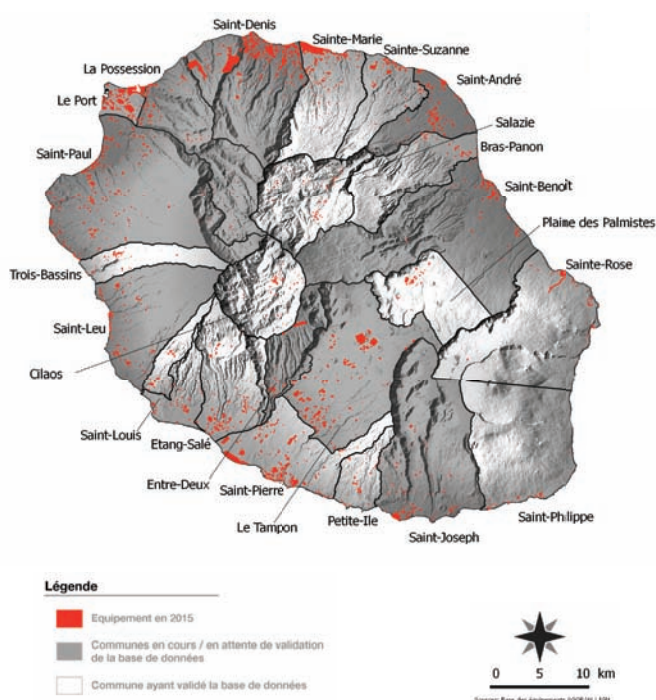 Saint-Denis
Sainte-Marie
Sainte-Suzanne
La Possession
Saint-André
Le Port
Salazie
Saint-Paul
Bras-Panon
Saint-Benoît
Plaine des Palmistes
Trois-Bassins
Sainte-Rose
Saint-Leu
Cilaos
Saint-Louis
Etang-Salé
Entre-Deux
Saint-Pierre
Le Tampon
Petite-Ile
Saint-Philippe
Saint-Joseph
Légende
Equipement en 2015
Communes en cours / en attente de validation
de la base de données
Commune ayant validé la base de données
0 5 10 km